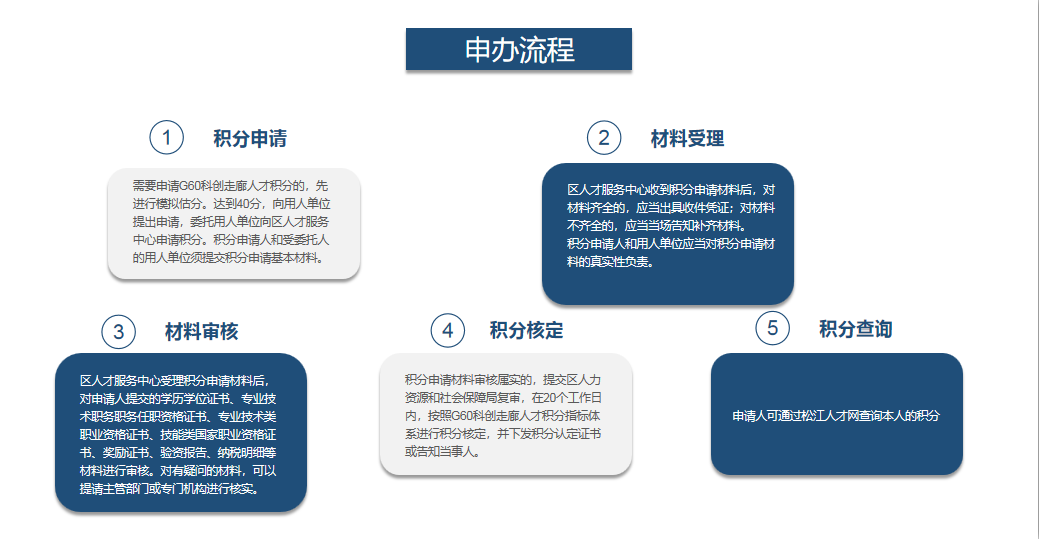 申办流程
1 积分申请
需要申请G60科创走廊人才积分的，先
进行模拟估分。达到40分，向用人单位
提出申请，委托用人单位向区人才服务
中心申请积分。积分申请人和受委托人
的用人单位须提交积分申请基本材料。
2 材料受理
区人才服务中心收到积分申请材料后，对
材料齐全的，应当出具收件凭证；对材料
不齐全的，应当当场告知补齐材料。
积分申请人和用人单位应当对积分申请材
料的真实性负责。
3 材料审核
区人才服务中心受理积分申请材料后，
对申请人提交的学历学位证书、专业技
术职务职务任职资格证书、专业技术类
职业资格证书、技能类国家职业资格证
书、奖励证书、验资报告、纳税明细等
材料进行审核。对有疑问的材料，可以
提请主管部门或专门机构进行核实。
4 积分核定
积分申请材料审核属实的，提交区人力
资源和社会保障局复审，在20个工作日
内，按照G60科创走廊人才积分指标体
系进行积分核定，并下发积分认定证书
或告知当事人。
5 积分查询
申请人可通过松江人才网查询本人的积分